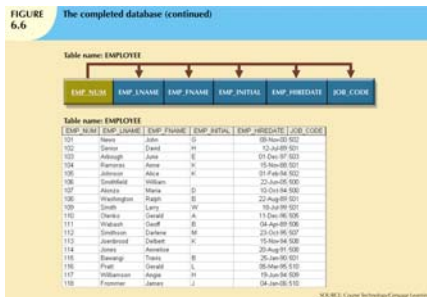 FIGURE
6.6
The completed database (continued)
Table name: EMPLOYEE
EMP_NUM EMP_LNAME EMP_FNAME EMP_INITIAL EMP_HIREDATE JOB_CODE
Table name: EMPLOYEE
EMP_NUM EMP_LNAME EMP_FNAME EMP_INITIAL EMP_HIREDATE JOB_CODE
101 News John G 08-Nov-00 502
102 Senior David H 12-Jul-89 501
103 Arbough June E 01-Dec-97 503
104 Ramoras Anne K 15-Nov-88 501
105 Johnson Alice K 01-Feb-94 502
106 Smithfield William 22-Jun-05 500
107 Alonzo Maria D 10-Oct-94 500
108 Washington Ralph B 22-Aug-89 501
109 Smith Larry W 18-Jul-99 501
110 Olenko Gerald A 11-Dec-96 505
111 Wabash Geoff B 04-Apr-89 506
112 Smithson Darlene M 23-Oct-95 507
113 Joenbrood Delbert K 15-Nov-94 508
114 Jones Annelise 20-Aug-91 508
115 Bawangi Travis B 25-Jan-90 501
116 Pratt Gerald L 05-Mar-95 510
117 Williamson Angie H 19-Jun-94 509
118 Frommer James J 04-Jan-06 510
SOURCE: Course Technology/Cengage Learning